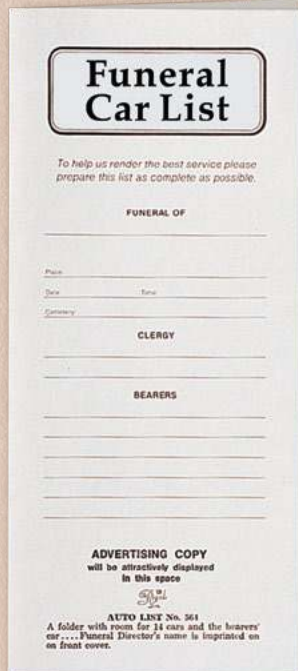 Funeral
Car List
To help us render the best service please
prepare this list as complete as possible.
FUNERAL OF
Place
Date Time
Cemetery
CLERGY
BEARERS
ADVERTISING COPY
will be attractively displayed
in this space
AUTO LIST No. 561
A folder with room for 14 cars and the bearers'
car....Funeral Director's name is imprinted on
on front cover.